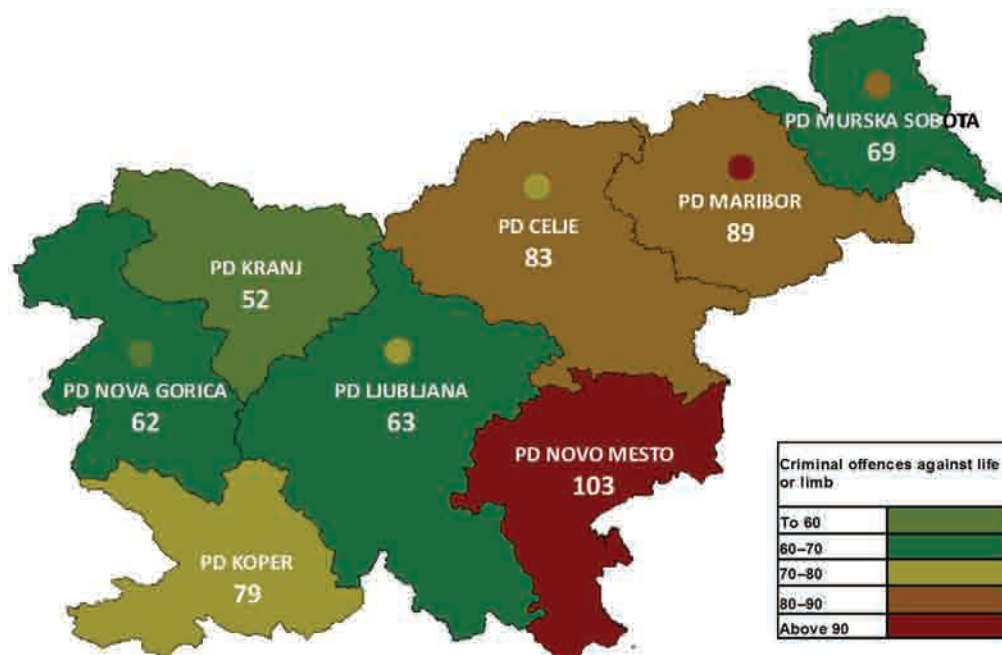 PD MURSKA SOBOTA
69
PD MARIBOR
89
PD CELJE
83
PD KRANJ
52
PD NOVA GORICA
62
PD LJUBLJANA
63
PD NOVO MESTO
103
PD KOPER
79
Criminal offences against life
or limb
To 60
60–70
70–80
80–90
Above 90